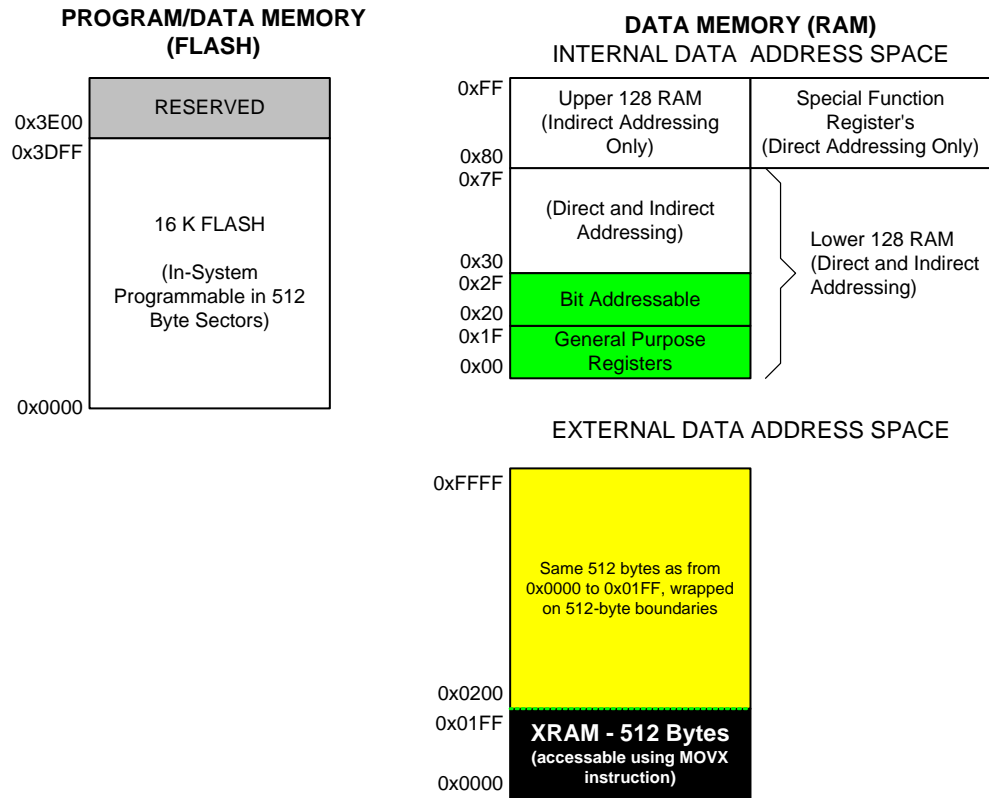 PROGRAM/DATA MEMORY
(FLASH)
RESERVED
0x3E00
0x3DFF
16 K FLASH
(In-System
Programmable in 512
Byte Sectors)
0x0000
DATA MEMORY (RAM)
INTERNAL DATA ADDRESS SPACE
0xFF
Upper 128 RAM
(Indirect Addressing
Only)
0x80
Special Function
Register's
(Direct Addressing Only)
0x7F
(Direct and Indirect
Addressing)
0x30
Lower 128 RAM
(Direct and Indirect
Addressing)
0x2F
Bit Addressable
0x20
0x1F
General Purpose
Registers
0x00
EXTERNAL DATA ADDRESS SPACE
0xFFFF
Same 512 bytes as from
0x0000 to 0x01FF, wrapped
on 512-byte boundaries
0x0200
0x01FF
XRAM - 512 Bytes
(accessable using MOVX
instruction)
0x0000